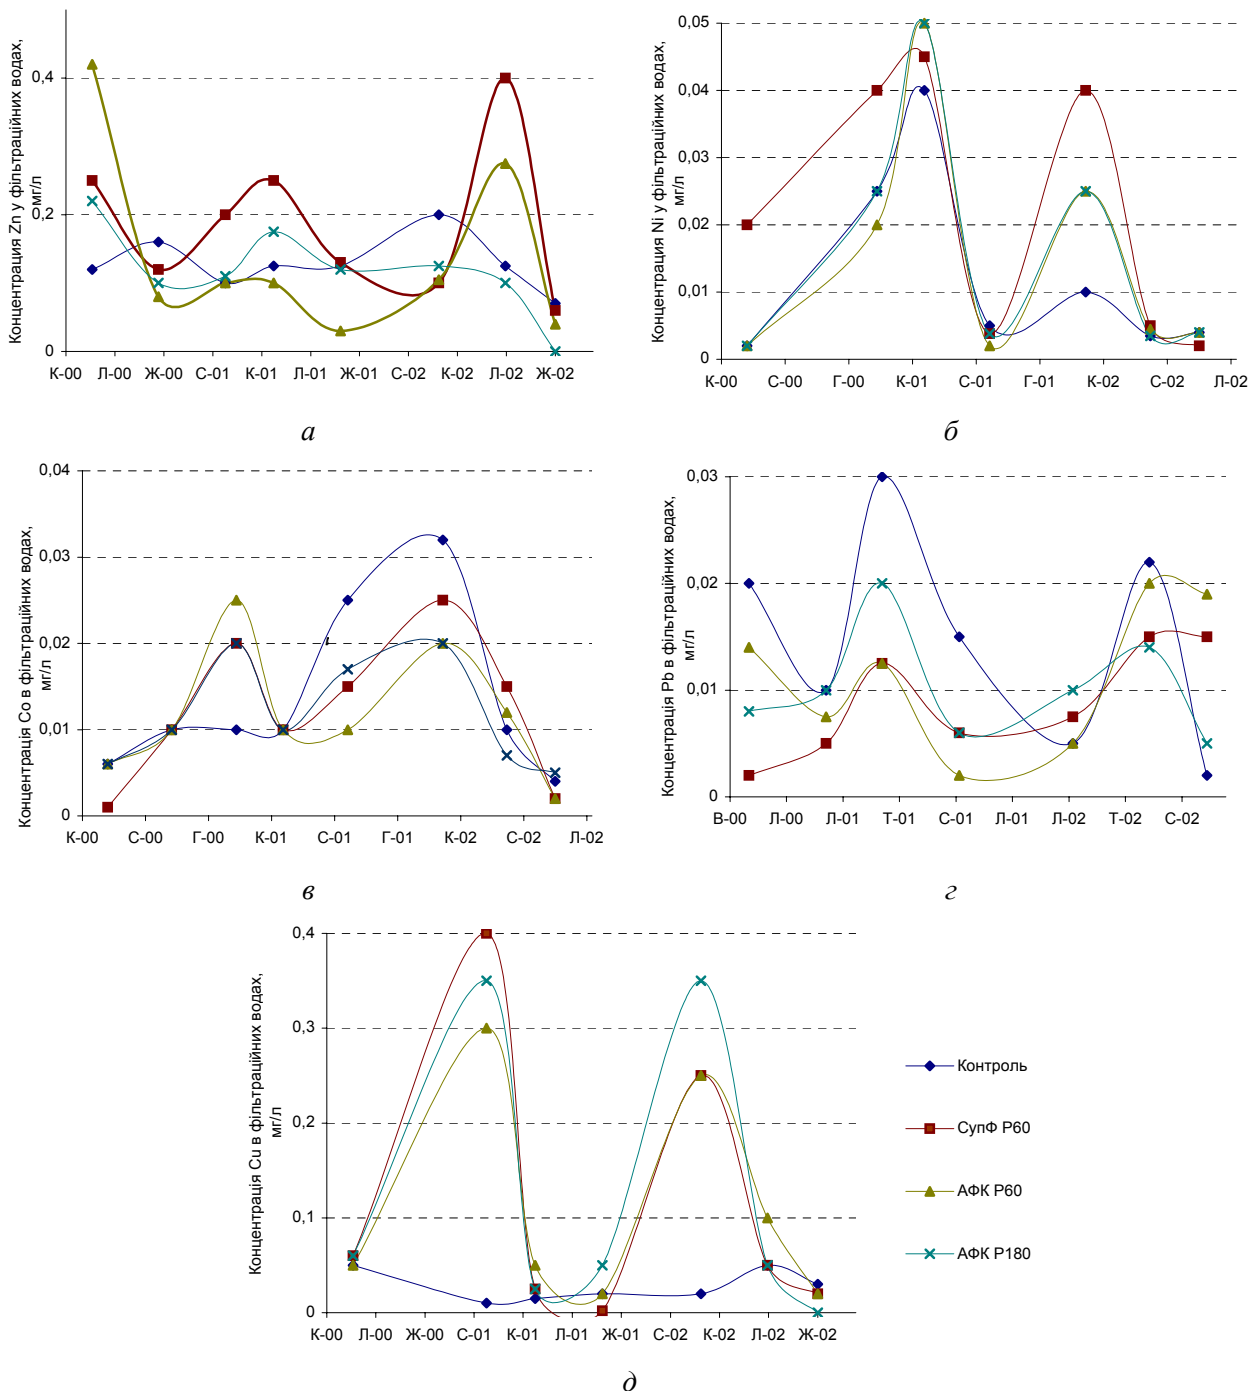 Концентрация Zn у фільтраційних водах,
мг/л
0,4
0,2
0
К-00 Л-00 Ж-00 С-01 К-01 Л-01 Ж-01 С-02 К-02 Л-02 Ж-02
а
Концентрация Ni у фільтраційних водах,
мг/л
0,05
0,04
0,03
0,02
0,01
0
К-00 С-00 Г-00 К-01 С-01 Г-01 К-02 С-02 Л-02
б
Концентрація Co в фільтраційних водах,
мг/л
0,04
0,03
0,02
0,01
0
К-00 С-00 Г-00 К-01 С-01 Г-01 К-02 С-02 Л-02
в
Концентрація Pb в фільтраційних водах,
мг/л
0,03
0,02
0,01
0
В-00 Л-00 Л-01 Т-01 С-01 Л-01 Л-02 Т-02 С-02
г
Концентрація Cu в фільтраційних водах,
мг/л
0,4
0,3
0,2
0,1
0
К-00 Л-00 Ж-00 С-01 К-01 Л-01 Ж-01 С-02 К-02 Л-02 Ж-02
Контроль
СупФ Р60
АФК Р60
АФК Р180
д